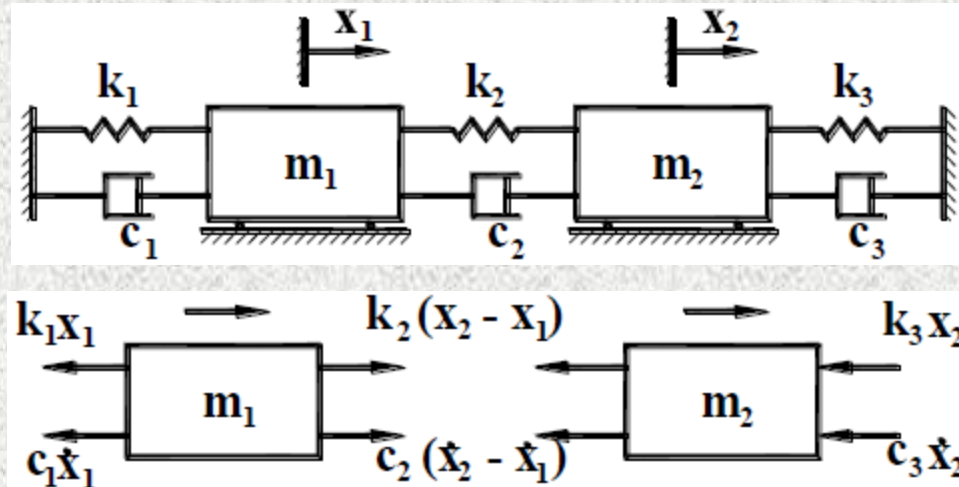 x₁ x₂
k₁ k₂ k₃
m₁ m₂
c₁ c₂ c₃
k₁x₁ k₂(x₂ - x₁) k₃x₂
m₁ m₂
c₁ẋ₁ c₂(ẋ₂ - ẋ₁) c₃ẋ₂